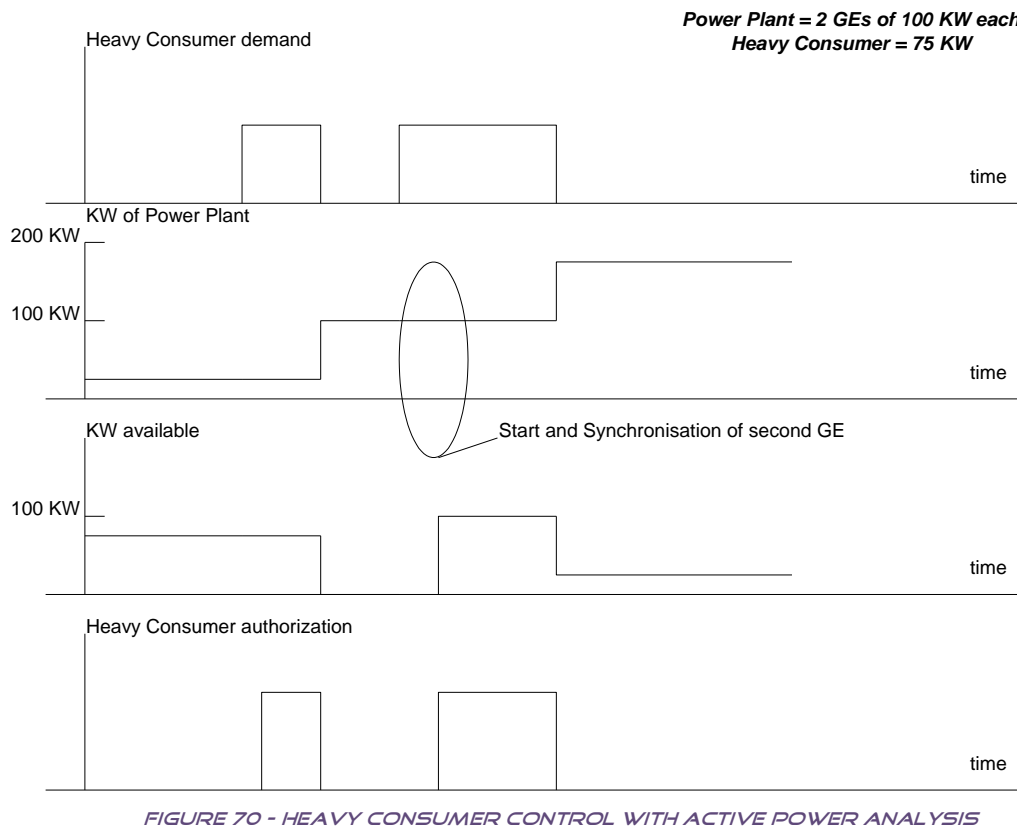 Power Plant = 2 GEs of 100 KW each
Heavy Consumer = 75 KW
Heavy Consumer demand
time
KW of Power Plant
200 KW
100 KW
time
KW available
Start and Synchronisation of second GE
100 KW
time
Heavy Consumer authorization
time
FIGURE 70 - HEAVY CONSUMER CONTROL WITH ACTIVE POWER ANALYSIS